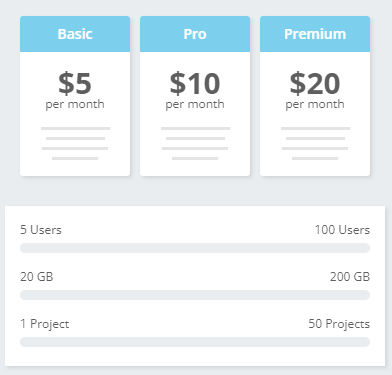 Basic
Pro
Premium
$5
per month
$10
per month
$20
per month
5 Users
100 Users
20 GB
200 GB
1 Project
50 Projects